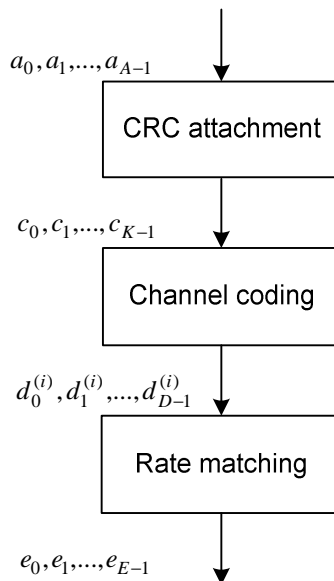 a_0, a_1,..., a_{A-1}
CRC attachment
c_0, c_1,..., c_{K-1}
Channel coding
d_0^{(i)}, d_1^{(i)},..., d_{D-1}^{(i)}
Rate matching
e_0, e_1,..., e_{E-1}